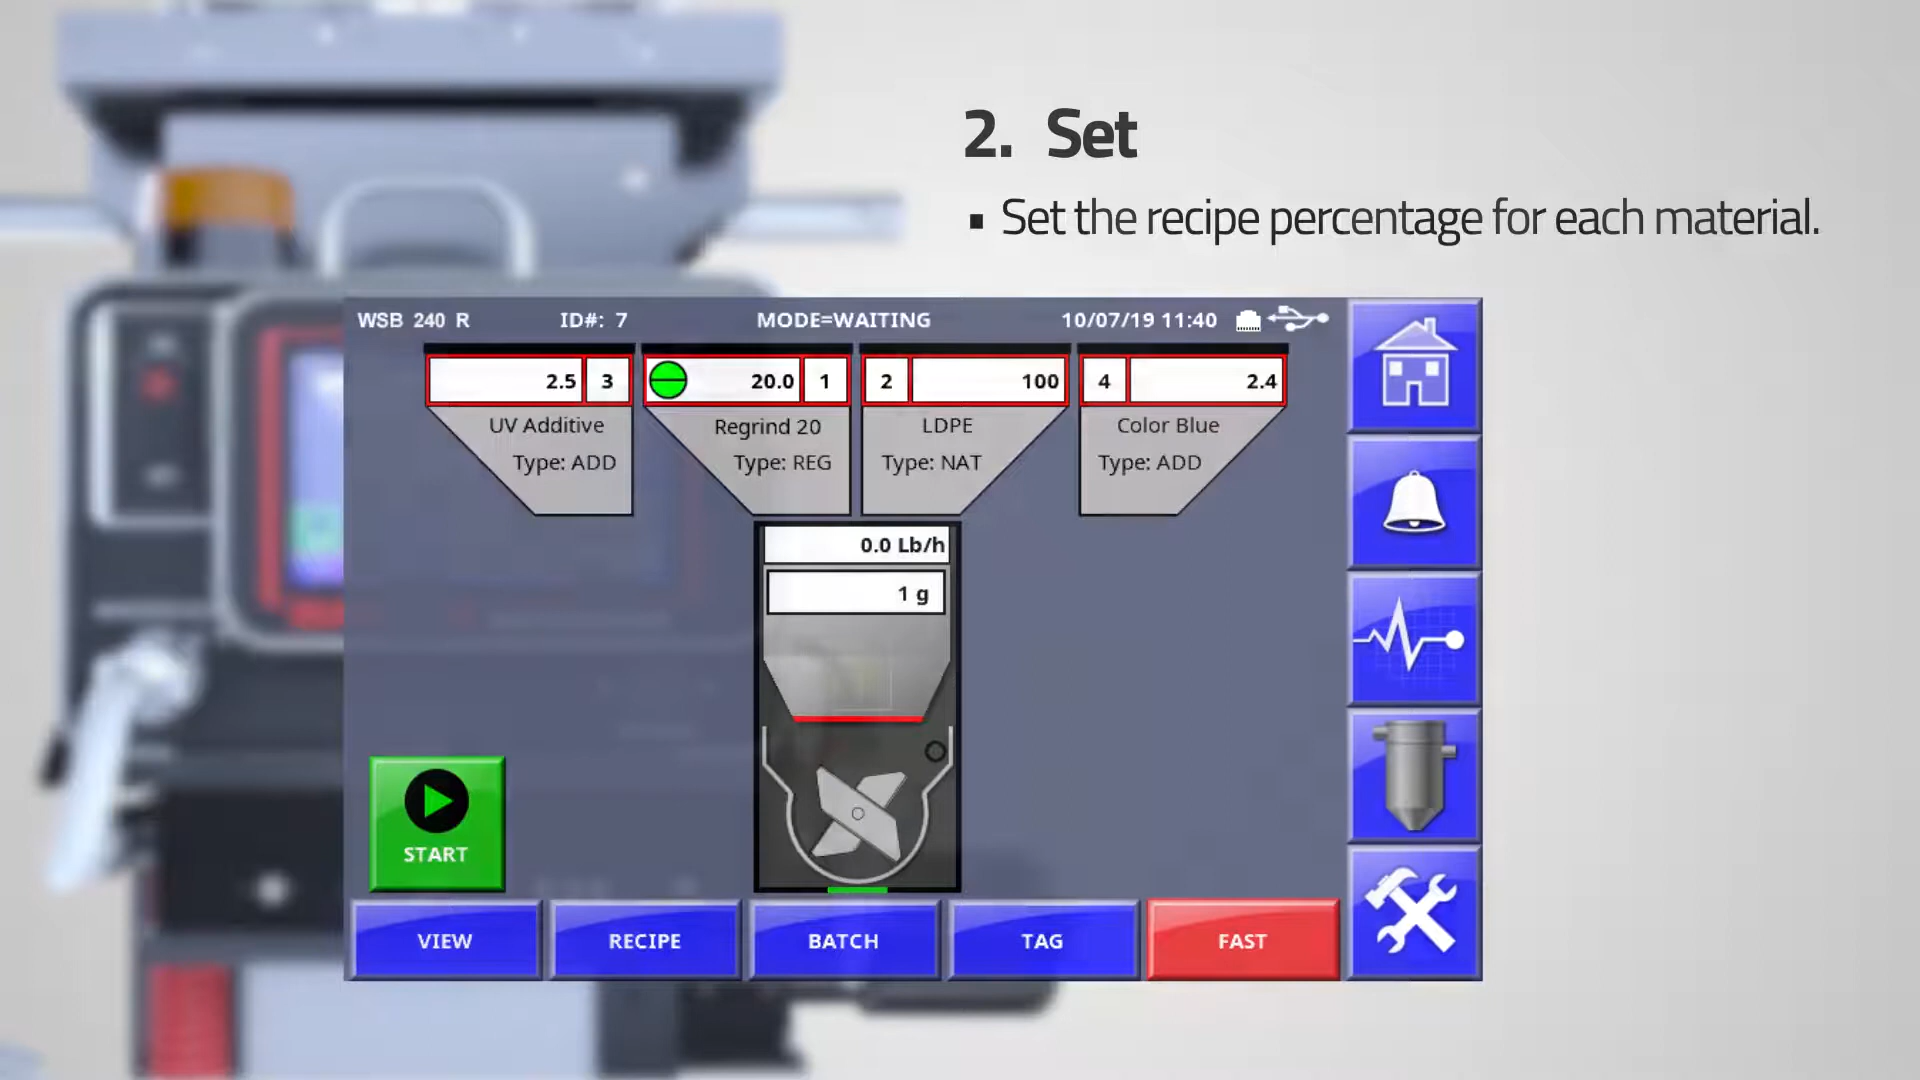 2. Set
▪ Set the recipe percentage for each material.
WSB 240 R ID#: 7 MODE=WAITING 10/07/19 11:40
2.5 3 20.0 1 2 100 4 2.4
UV Additive Regrind 20 LDPE Color Blue
Type: ADD Type: REG Type: NAT Type: ADD
0.0 Lb/h
1 g
START
VIEW RECIPE BATCH TAG FAST